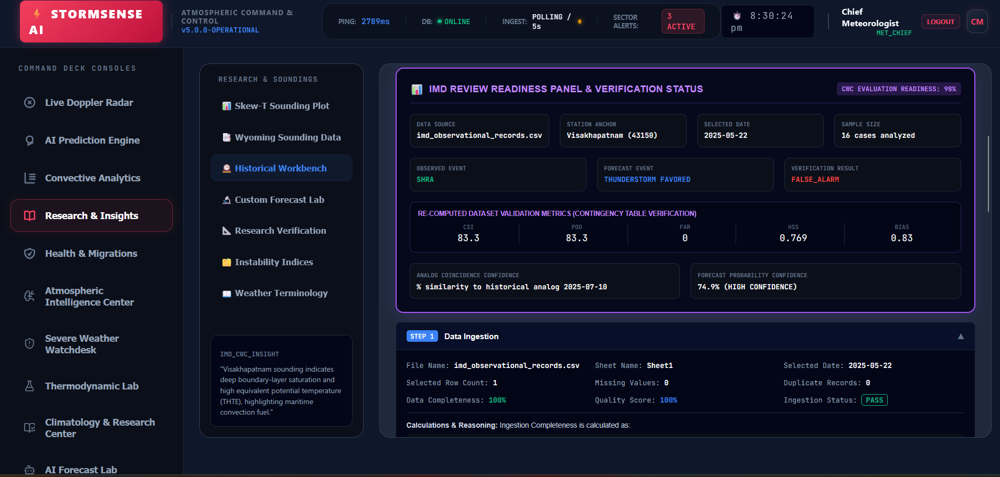 ⚡ STORMSENSE
AI
ATMOSPHERIC COMMAND &
CONTROL
v5.0.0-OPERATIONAL
PING: 2789ms
DB: ONLINE
INGEST: POLLING /
5s
SECTOR
ALERTS:
3
ACTIVE
8:30:24
pm
Chief
Meteorologist
MET_CHIEF
LOGOUT
CM
COMMAND DECK CONSOLES
Live Doppler Radar
AI Prediction Engine
Convective Analytics
Research & Insights
Health & Migrations
Atmospheric
Intelligence Center
Severe Weather
Watchdesk
Thermodynamic Lab
Climatology & Research
Center
AI Forecast Lab
RESEARCH & SOUNDINGS
Skew-T Sounding Plot
Wyoming Sounding Data
Historical Workbench
Custom Forecast Lab
Research Verification
Instability Indices
Weather Terminology
IMD_CWC_INSIGHT
"Visakhapatnam sounding indicates
deep boundary-layer saturation and
high equivalent potential temperature
(THTE), highlighting maritime
convection fuel."
IMD REVIEW READINESS PANEL & VERIFICATION STATUS
CWC EVALUATION READINESS: 98%
DATA SOURCE
imd_observational_records.csv
STATION ANCHOR
Visakhapatnam (43150)
SELECTED DATE
2025-05-22
SAMPLE SIZE
16 cases analyzed
OBSERVED EVENT
SHRA
FORECAST EVENT
THUNDERSTORM FAVORED
VERIFICATION RESULT
FALSE_ALARM
RE-COMPUTED DATASET VALIDATION METRICS (CONTINGENCY TABLE VERIFICATION)
CSI
83.3
POD
83.3
FAR
0
HSS
0.769
BIAS
0.83
ANALOG COINCIDENCE CONFIDENCE
% similarity to historical analog 2025-07-10
FORECAST PROBABILITY CONFIDENCE
74.9% (HIGH CONFIDENCE)
STEP 1 Data Ingestion ▲
File Name: imd_observational_records.csv
Sheet Name: Sheet1
Selected Date: 2025-05-22
Selected Row Count: 1
Missing Values: 0
Duplicate Records: 0
Data Completeness: 100%
Quality Score: 100%
Ingestion Status: PASS
Calculations & Reasoning: Ingestion Completeness is calculated as: